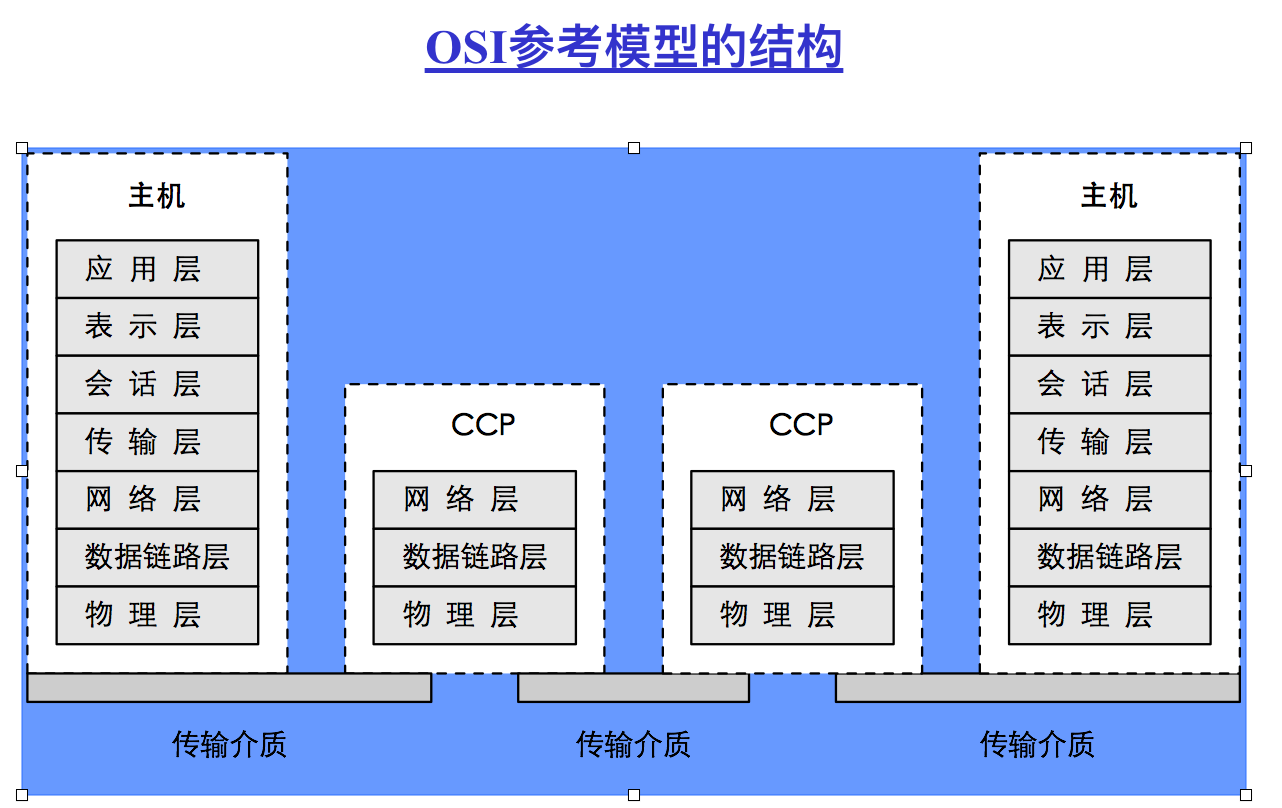 OSI参考模型的结构
主机
应用层
表示层
会话层
传输层
网络层
数据链路层
物理层
CCP
网络层
数据链路层
物理层
CCP
网络层
数据链路层
物理层
主机
应用层
表示层
会话层
传输层
网络层
数据链路层
物理层
传输介质
传输介质
传输介质